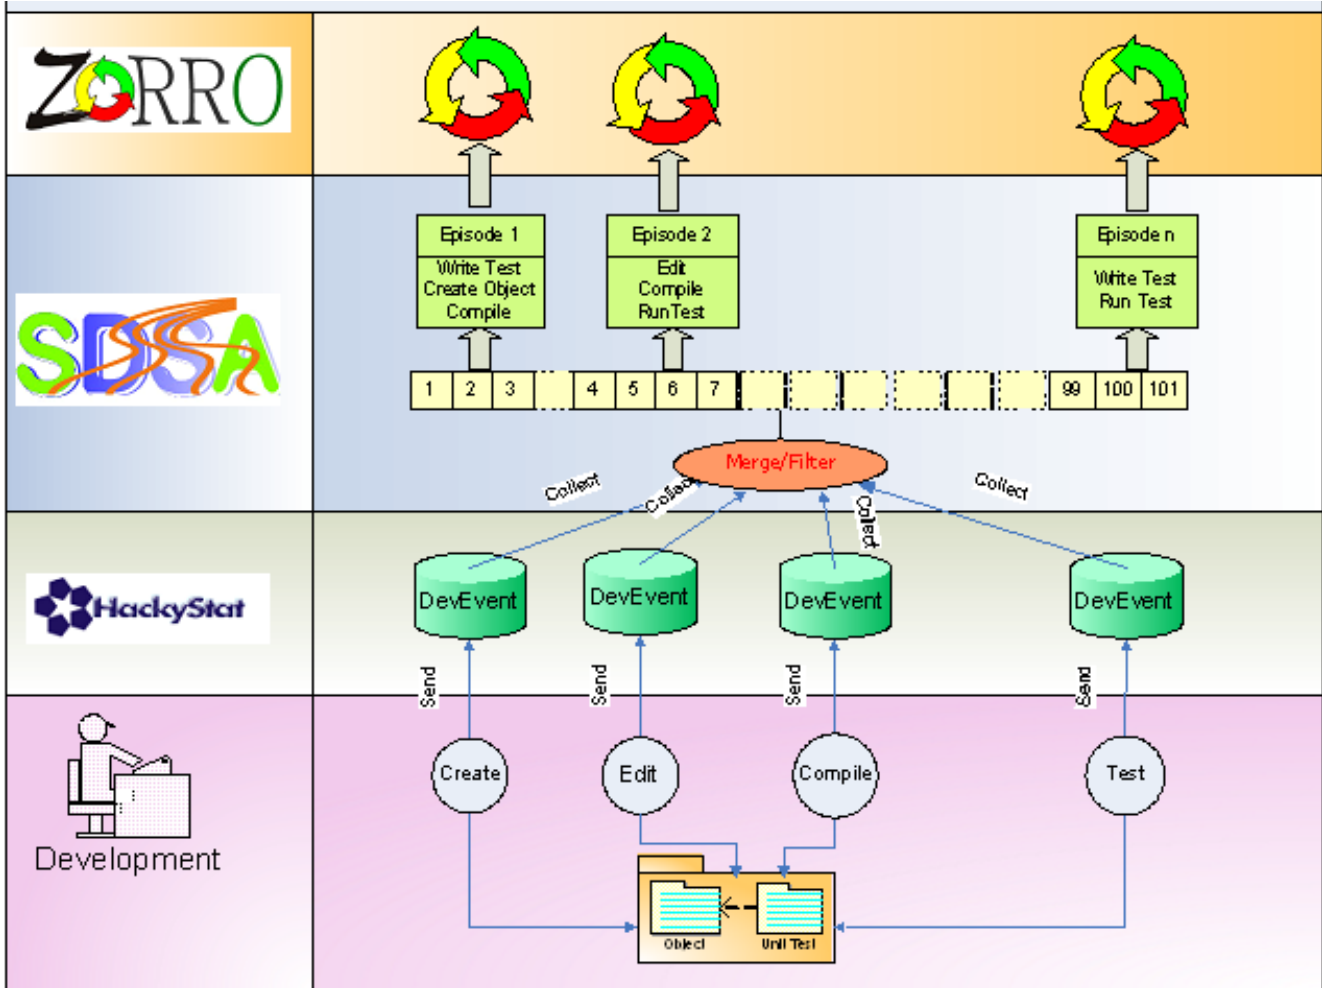 ZORRO
Episode 1
Write Test
Create Object
Compile
Episode 2
Edit
Compile
RunTest
Episode n
Write Test
Run Test
SDSA
1 2 3 4 5 6 7 99 100 101
Merge/Filter
Collect
Collect
Collect
Collect
HackyStat
DevEvent
DevEvent
DevEvent
DevEvent
Send
Send
Send
Send
Create
Edit
Compile
Test
Development
Object
Unit Test